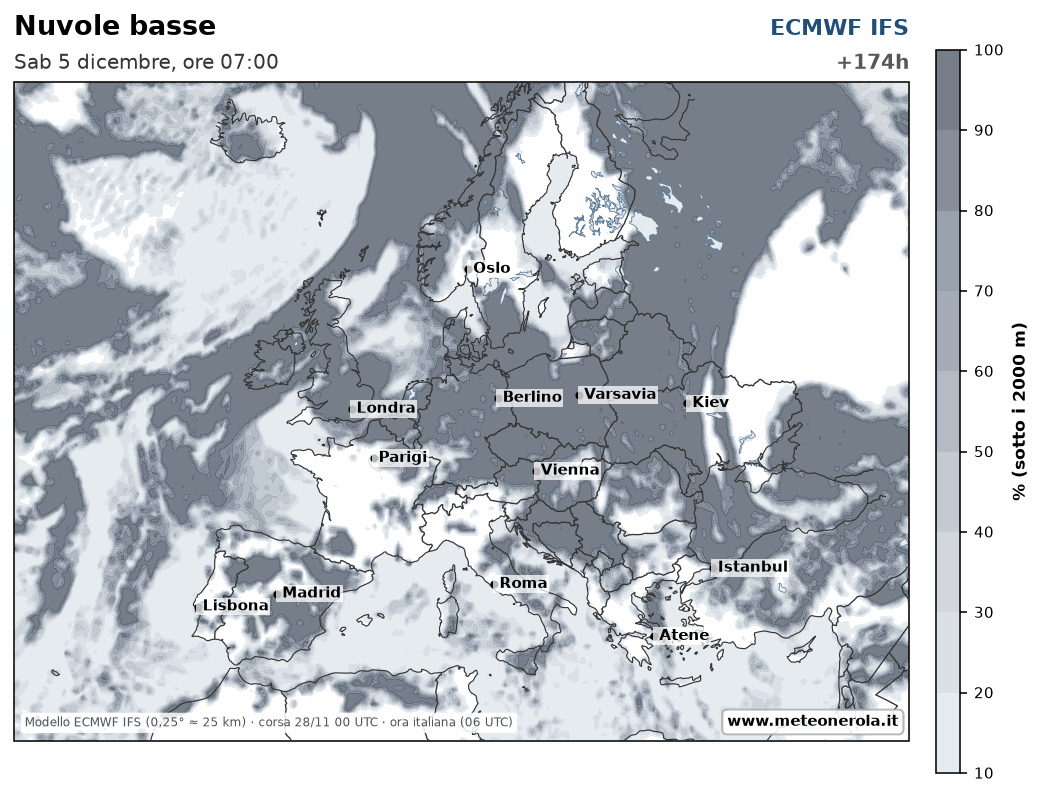 Nuvole basse
ECMWF IFS
Sab 5 dicembre, ore 07:00
+174h
Oslo
Londra
Berlino
Varsavia
Kiev
Parigi
Vienna
Istanbul
Roma
Madrid
Lisbona
Atene
Modello ECMWF IFS (0,25° ≈ 25 km) · corsa 28/11 00 UTC · ora italiana (06 UTC)
www.meteonerola.it
100
90
80
70
60
50
40
30
20
10
% (sotto i 2000 m)